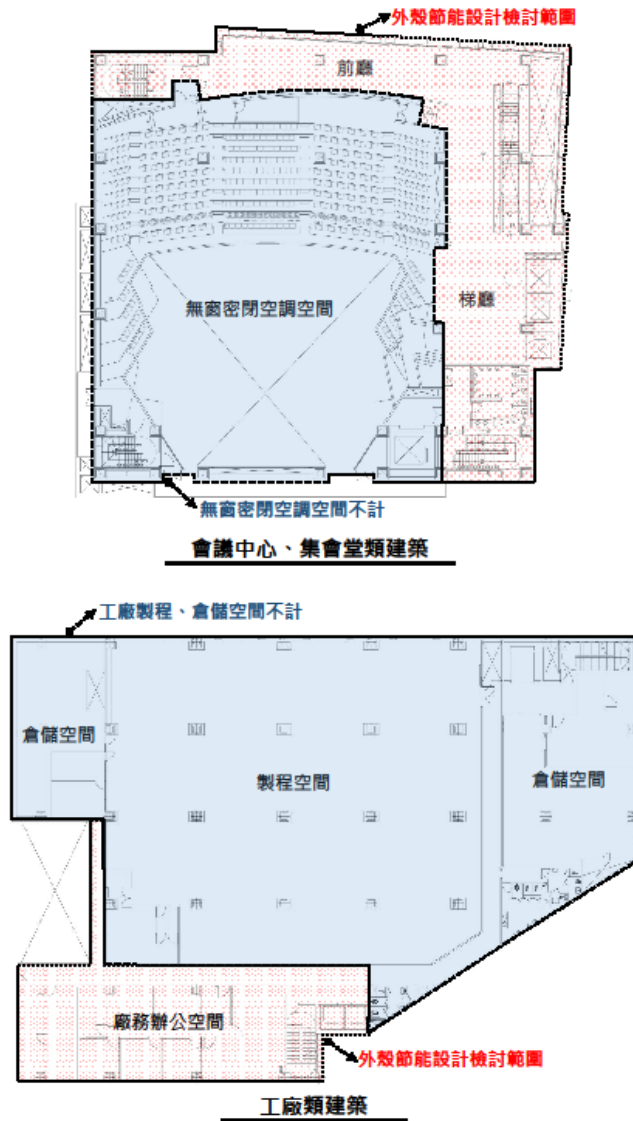 外殼節能設計檢討範圍
前廳
無窗密閉空調空間
梯廳
無窗密閉空調空間不計
會議中心、集會堂類建築
工廠製程、倉儲空間不計
倉儲空間
製程空間
倉儲空間
廠務辦公空間
外殼節能設計檢討範圍
工廠類建築